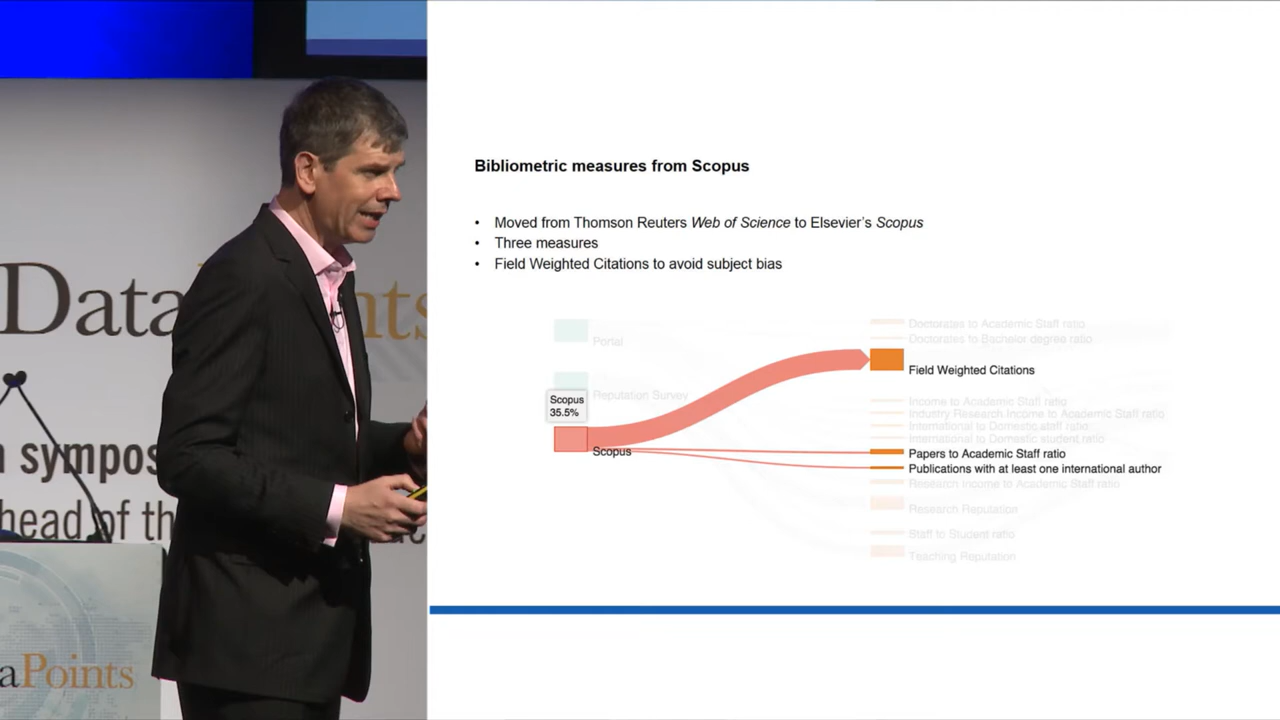 Data
nts
symposi
head of th
aPoints
Bibliometric measures from Scopus
• Moved from Thomson Reuters Web of Science to Elsevier's Scopus
• Three measures
• Field Weighted Citations to avoid subject bias
Portal
Reputation Survey
Scopus
35.5%
Scopus
Doctorates to Academic Staff ratio
Doctorates to Bachelor degree ratio
Field Weighted Citations
Income to Academic Staff ratio
Industry Research Income to Academic Staff ratio
International to Domestic staff ratio
International to Domestic student ratio
Papers to Academic Staff ratio
Publications with at least one international author
Research Income to Academic Staff ratio
Research Reputation
Staff to Student ratio
Teaching Reputation